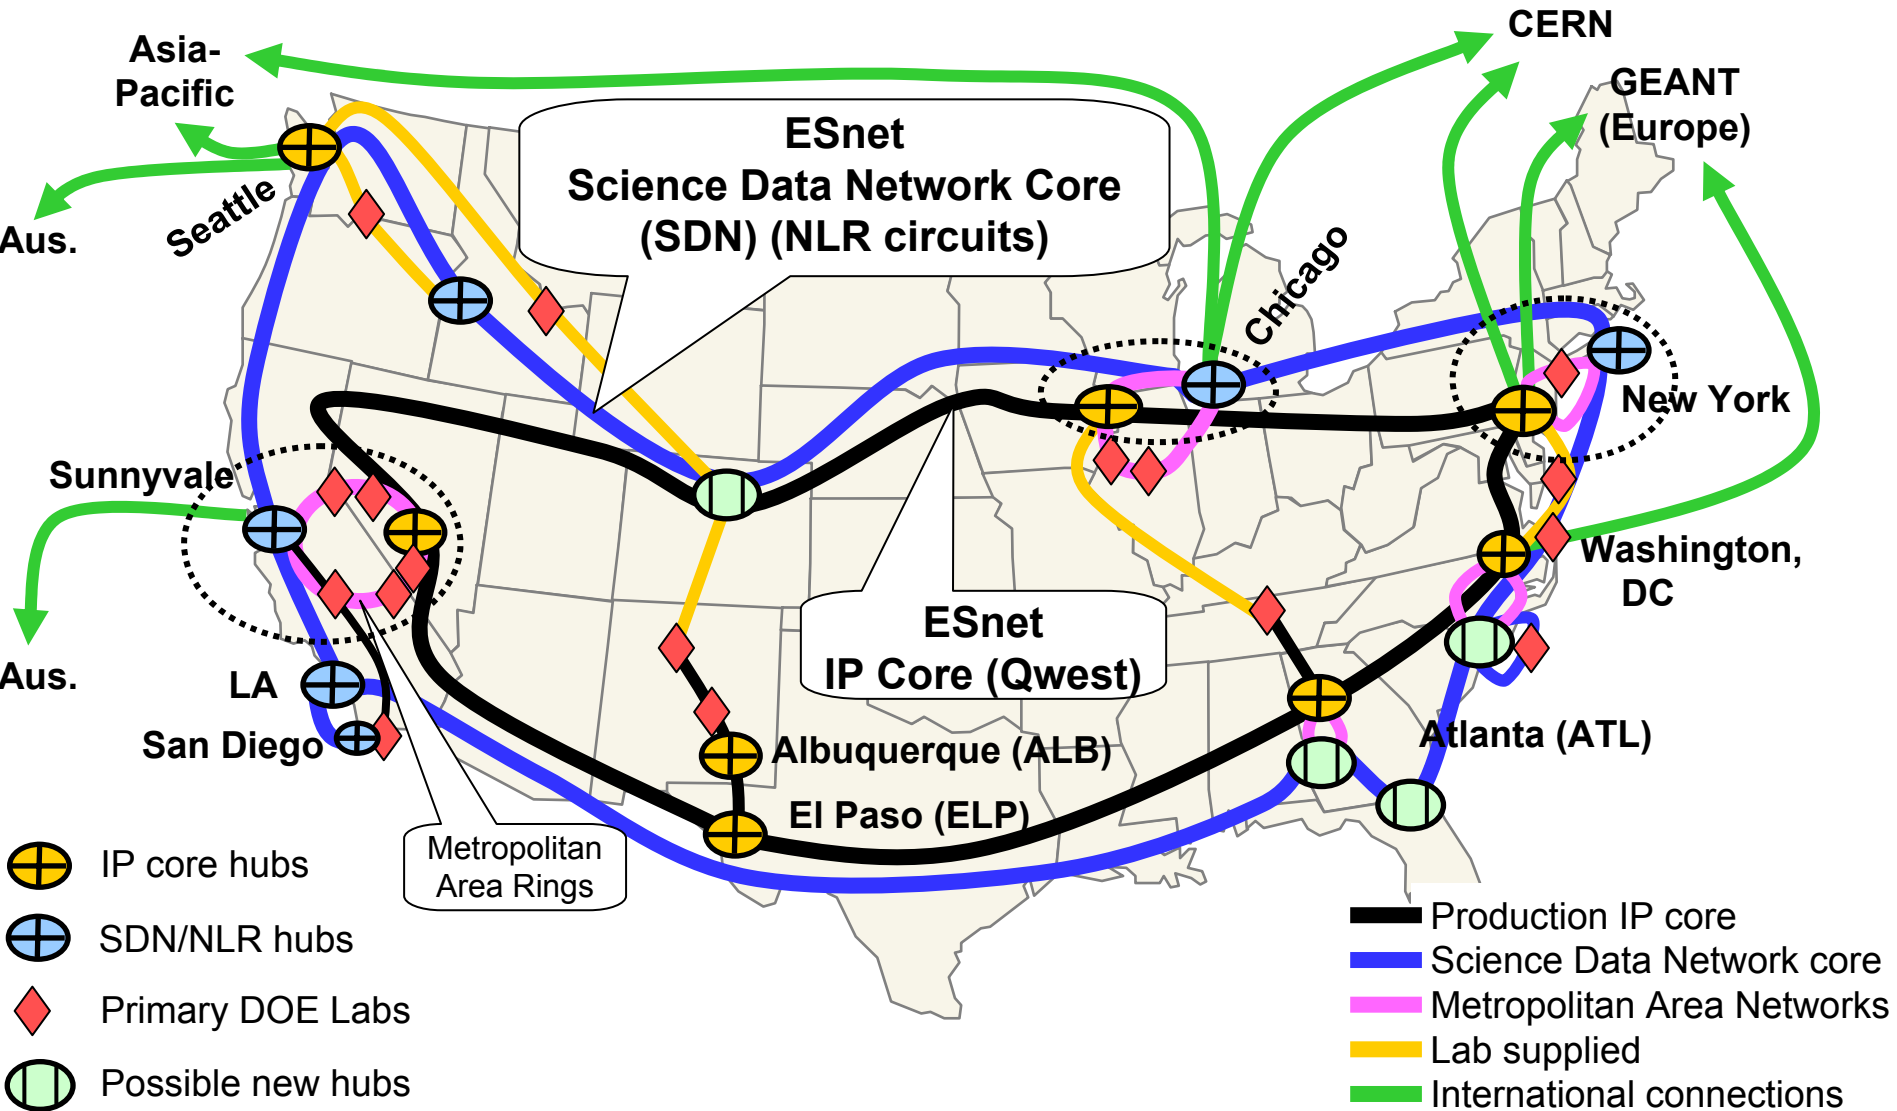 Asia-
Pacific
CERN
GEANT
(Europe)
ESnet
Science Data Network Core
(SDN) (NLR circuits)
Seattle
Aus.
Chicago
New York
Sunnyvale
Washington,
DC
ESnet
IP Core (Qwest)
Aus.
LA
San Diego
Albuquerque (ALB)
Atlanta (ATL)
El Paso (ELP)
Metropolitan
Area Rings
IP core hubs
SDN/NLR hubs
Primary DOE Labs
Possible new hubs
Production IP core
Science Data Network core
Metropolitan Area Networks
Lab supplied
International connections